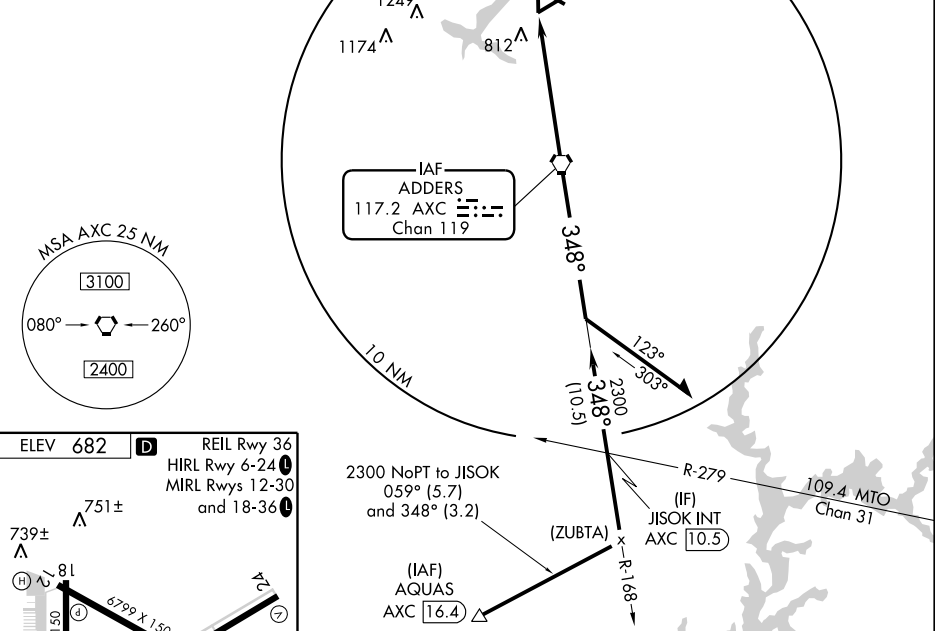 1249
1174
812
IAF
ADDERS
117.2 AXC
Chan 119
348°
MSA AXC 25 NM
3100
080°
260°
2400
10 NM
123°
303°
2300
348°
(10.5)
R-279
109.4 MTO
Chan 31
(IF)
JISOK INT
AXC 10.5
2300 NoPT to JISOK
059° (5.7)
and 348° (3.2)
(ZUBTA)
x
R-168
(IAF)
AQUAS
AXC 16.4
ELEV 682 D
REIL Rwy 36
HIRL Rwy 6-24 L
MIRL Rwys 12-30
and 18-36 L
751±
739±
H
12
18
P
24
6799 X 150
150